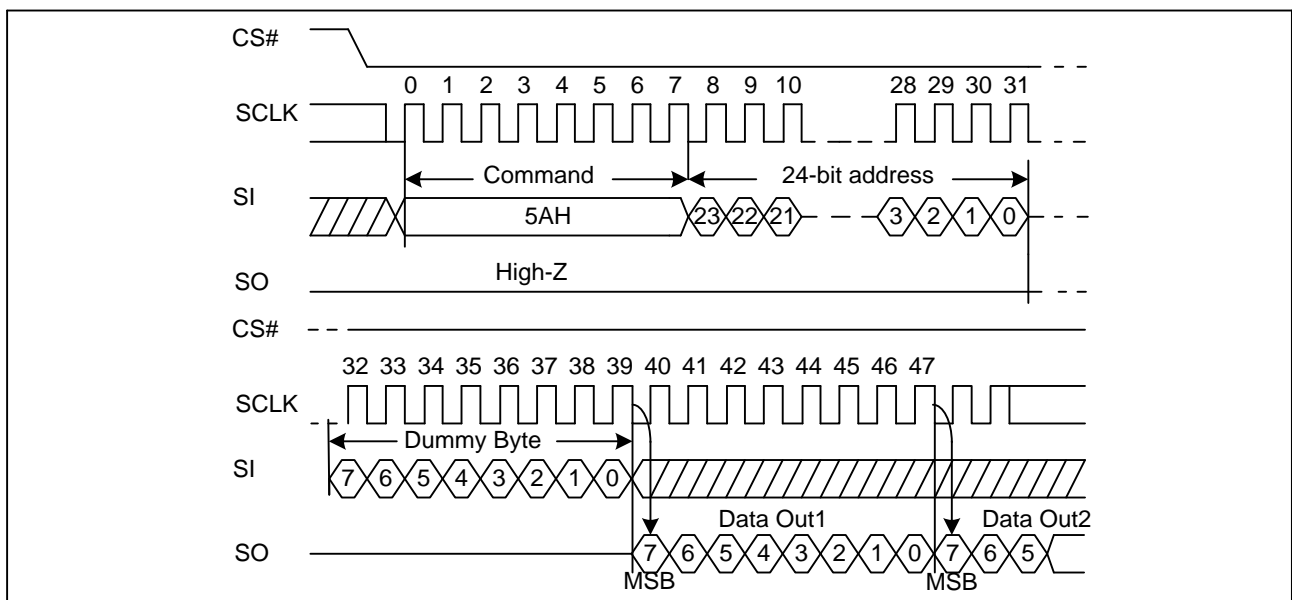 CS#
0 1 2 3 4 5 6 7 8 9 10 28 29 30 31
SCLK
Command 24-bit address
SI
5AH 23 22 21 3 2 1 0
High-Z
SO
CS#
32 33 34 35 36 37 38 39 40 41 42 43 44 45 46 47
SCLK
Dummy Byte
SI
7 6 5 4 3 2 1 0
Data Out1 Data Out2
SO
7 6 5 4 3 2 1 0 7 6 5
MSB MSB